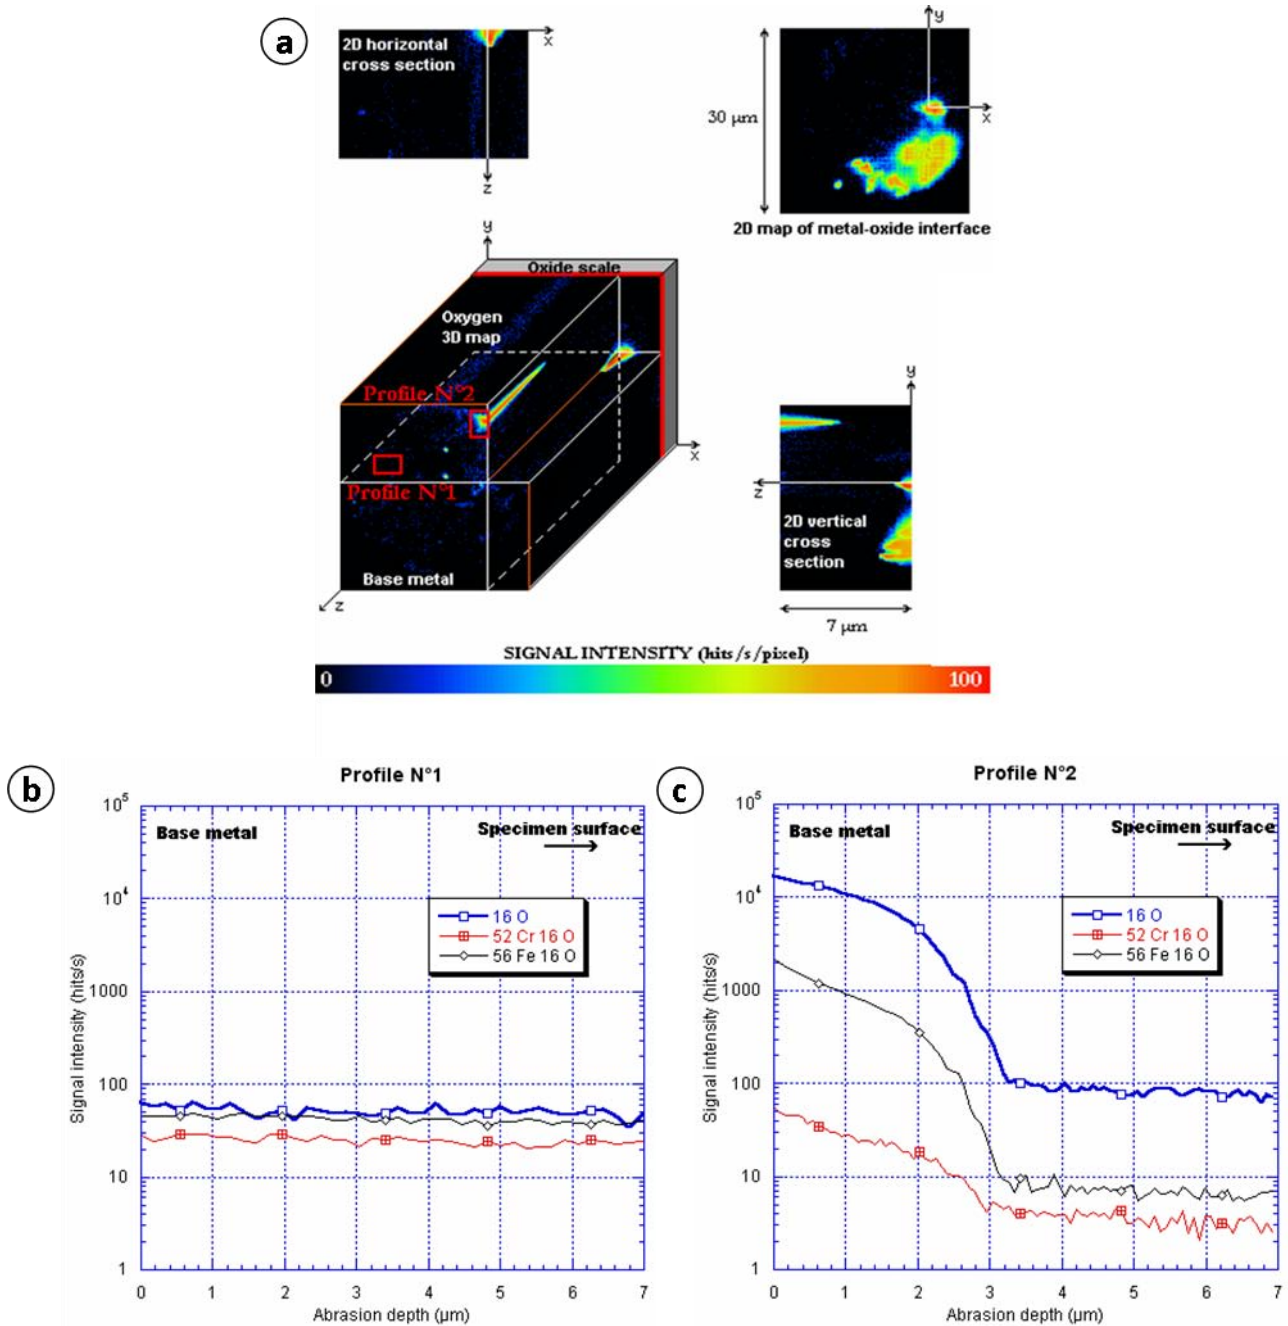 a
2D horizontal
cross section
x
z
y
x
30 µm
2D map of metal-oxide interface
y
Oxide scale
Oxygen
3D map
Profile N°2
Profile N°1
Base metal
x
z
y
z
2D vertical
cross
section
7 µm
SIGNAL INTENSITY (hits/s/pixel)
0 100
b
Profile N°1
Base metal
Specimen surface
16 O
52 Cr 16 O
56 Fe 16 O
10⁵
10⁴
1000
100
10
1
Signal intensity (hits/s)
0 1 2 3 4 5 6 7
Abrasion depth (µm)
c
Profile N°2
Base metal
Specimen surface
16 O
52 Cr 16 O
56 Fe 16 O
10⁵
10⁴
1000
100
10
1
Signal intensity (hits/s)
0 1 2 3 4 5 6 7
Abrasion depth (µm)